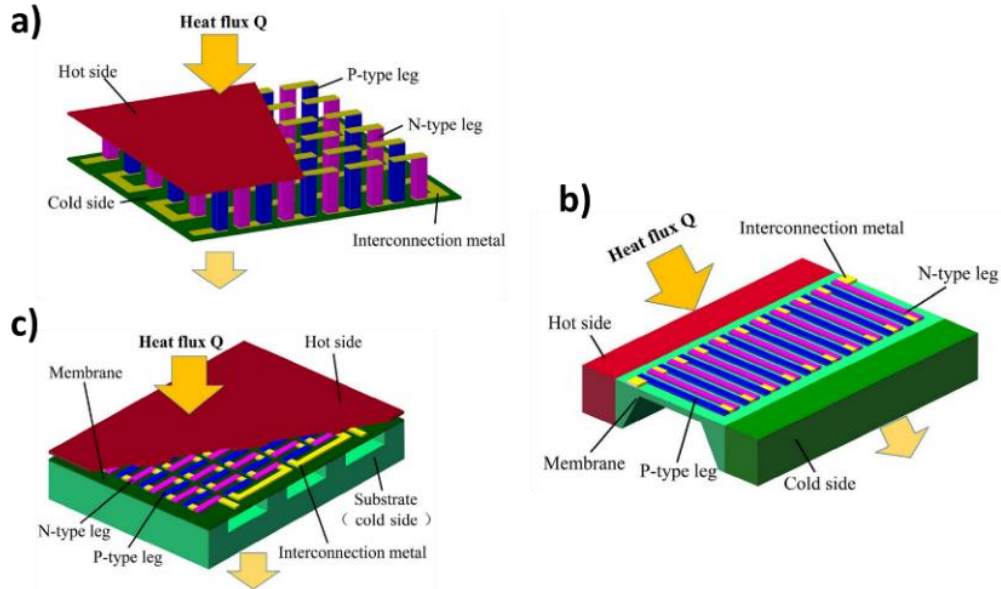 a)
Heat flux Q
Hot side
P-type leg
N-type leg
Cold side
Interconnection metal
b)
Heat flux Q
Interconnection metal
N-type leg
Hot side
Membrane
P-type leg
Cold side
c)
Heat flux Q
Hot side
Membrane
N-type leg
P-type leg
Substrate
（cold side）
Interconnection metal